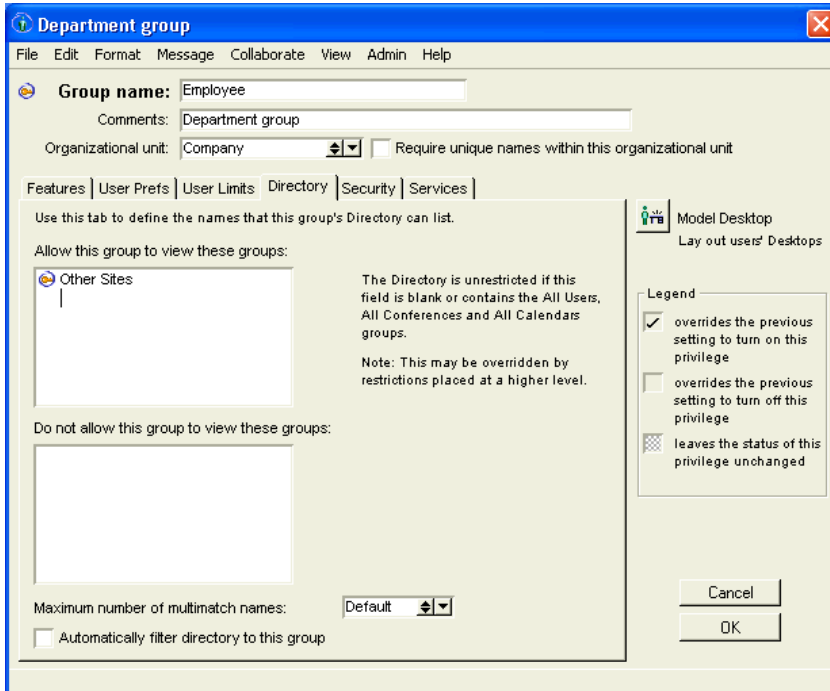 Department group
File Edit Format Message Collaborate View Admin Help
Group name: Employee
Comments: Department group
Organizational unit: Company Require unique names within this organizational unit
Features User Prefs User Limits Directory Security Services
Use this tab to define the names that this group's Directory can list.
Allow this group to view these groups:
Other Sites
The Directory is unrestricted if this
field is blank or contains the All Users,
All Conferences and All Calendars
groups.
Note: This may be overridden by
restrictions placed at a higher level.
Do not allow this group to view these groups:
Maximum number of multimatch names: Default
Automatically filter directory to this group
Model Desktop
Lay out users' Desktops
Legend
overrides the previous
setting to turn on this
privilege
overrides the previous
setting to turn off this
privilege
leaves the status of this
privilege unchanged
Cancel
OK